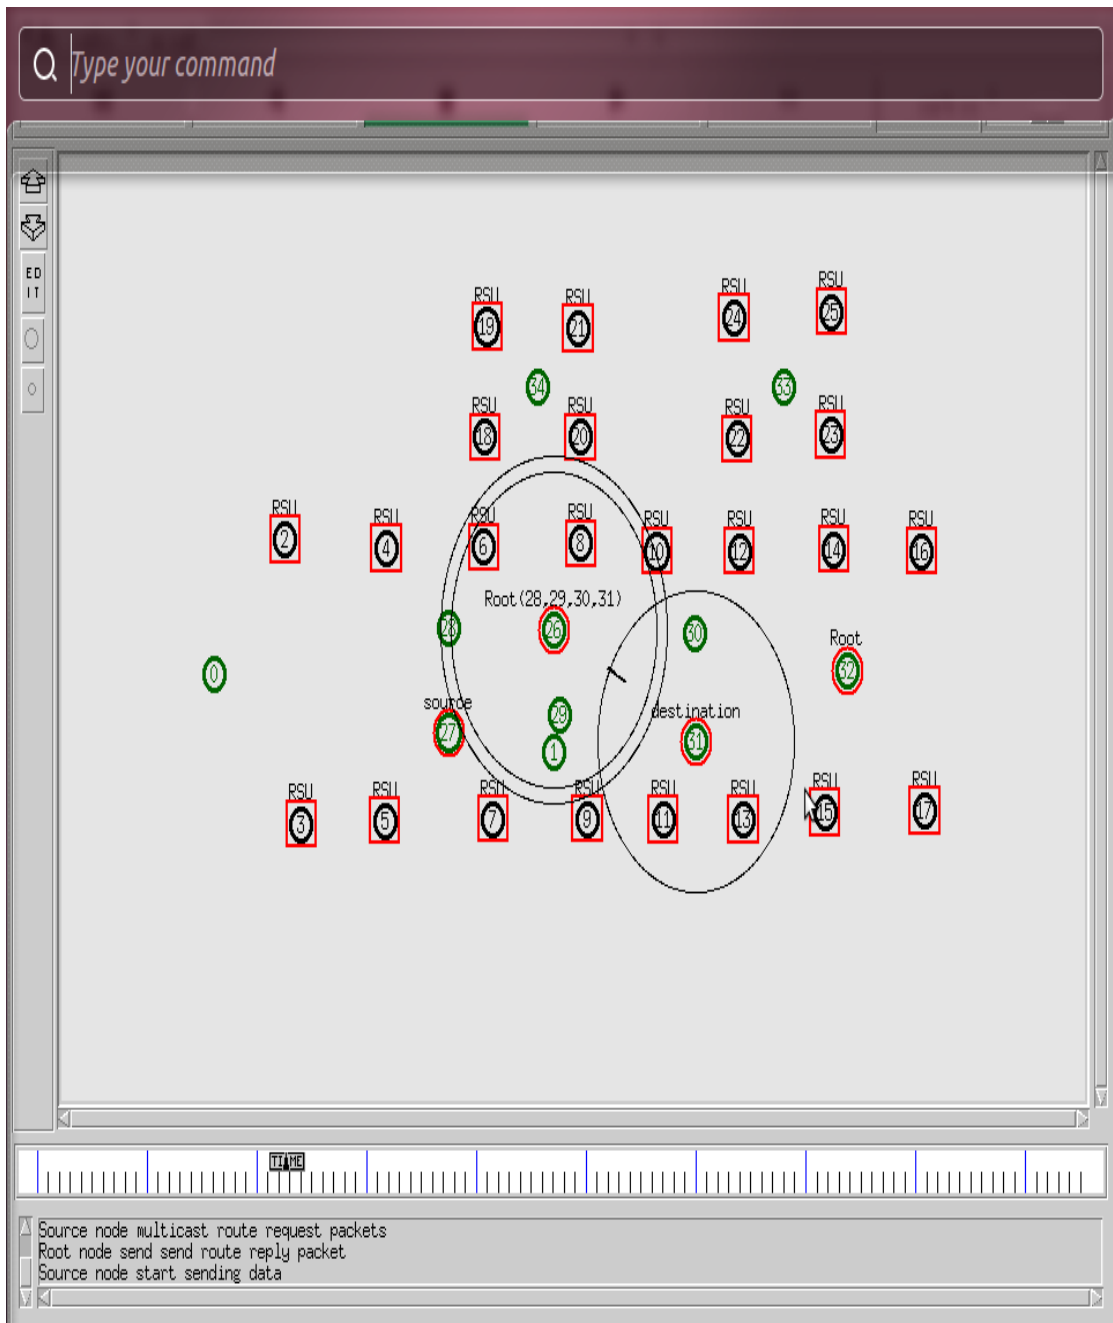 Type your command
ED
IT
RSU
25
RSU
24
RSU
19
RSU
21
34
33
RSU
18
RSU
20
RSU
22
RSU
23
RSU
2
RSU
4
RSU
6
RSU
8
RSU
10
RSU
12
RSU
14
RSU
16
Root(28,29,30,31)
28
26
30
Root
32
0
source
27
29
destination
31
1
RSU
3
RSU
5
RSU
7
RSU
9
RSU
11
RSU
13
RSU
15
RSU
17
TIME
Source node multicast route request packets
Root node send send route reply packet
Source node start sending data